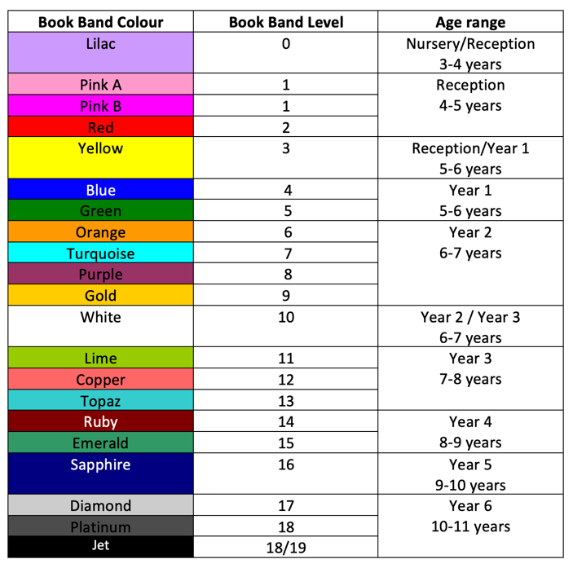 Book Band Colour Book Band Level Age range
Lilac 0 Nursery/Reception
3-4 years
Pink A 1 Reception
Pink B 1 4-5 years
Red 2
Yellow 3 Reception/Year 1
5-6 years
Blue 4 Year 1
Green 5 5-6 years
Orange 6 Year 2
Turquoise 7 6-7 years
Purple 8
Gold 9
White 10 Year 2 / Year 3
6-7 years
Lime 11 Year 3
Copper 12 7-8 years
Topaz 13
Ruby 14 Year 4
Emerald 15 8-9 years
Sapphire 16 Year 5
9-10 years
Diamond 17 Year 6
Platinum 18 10-11 years
Jet 18/19